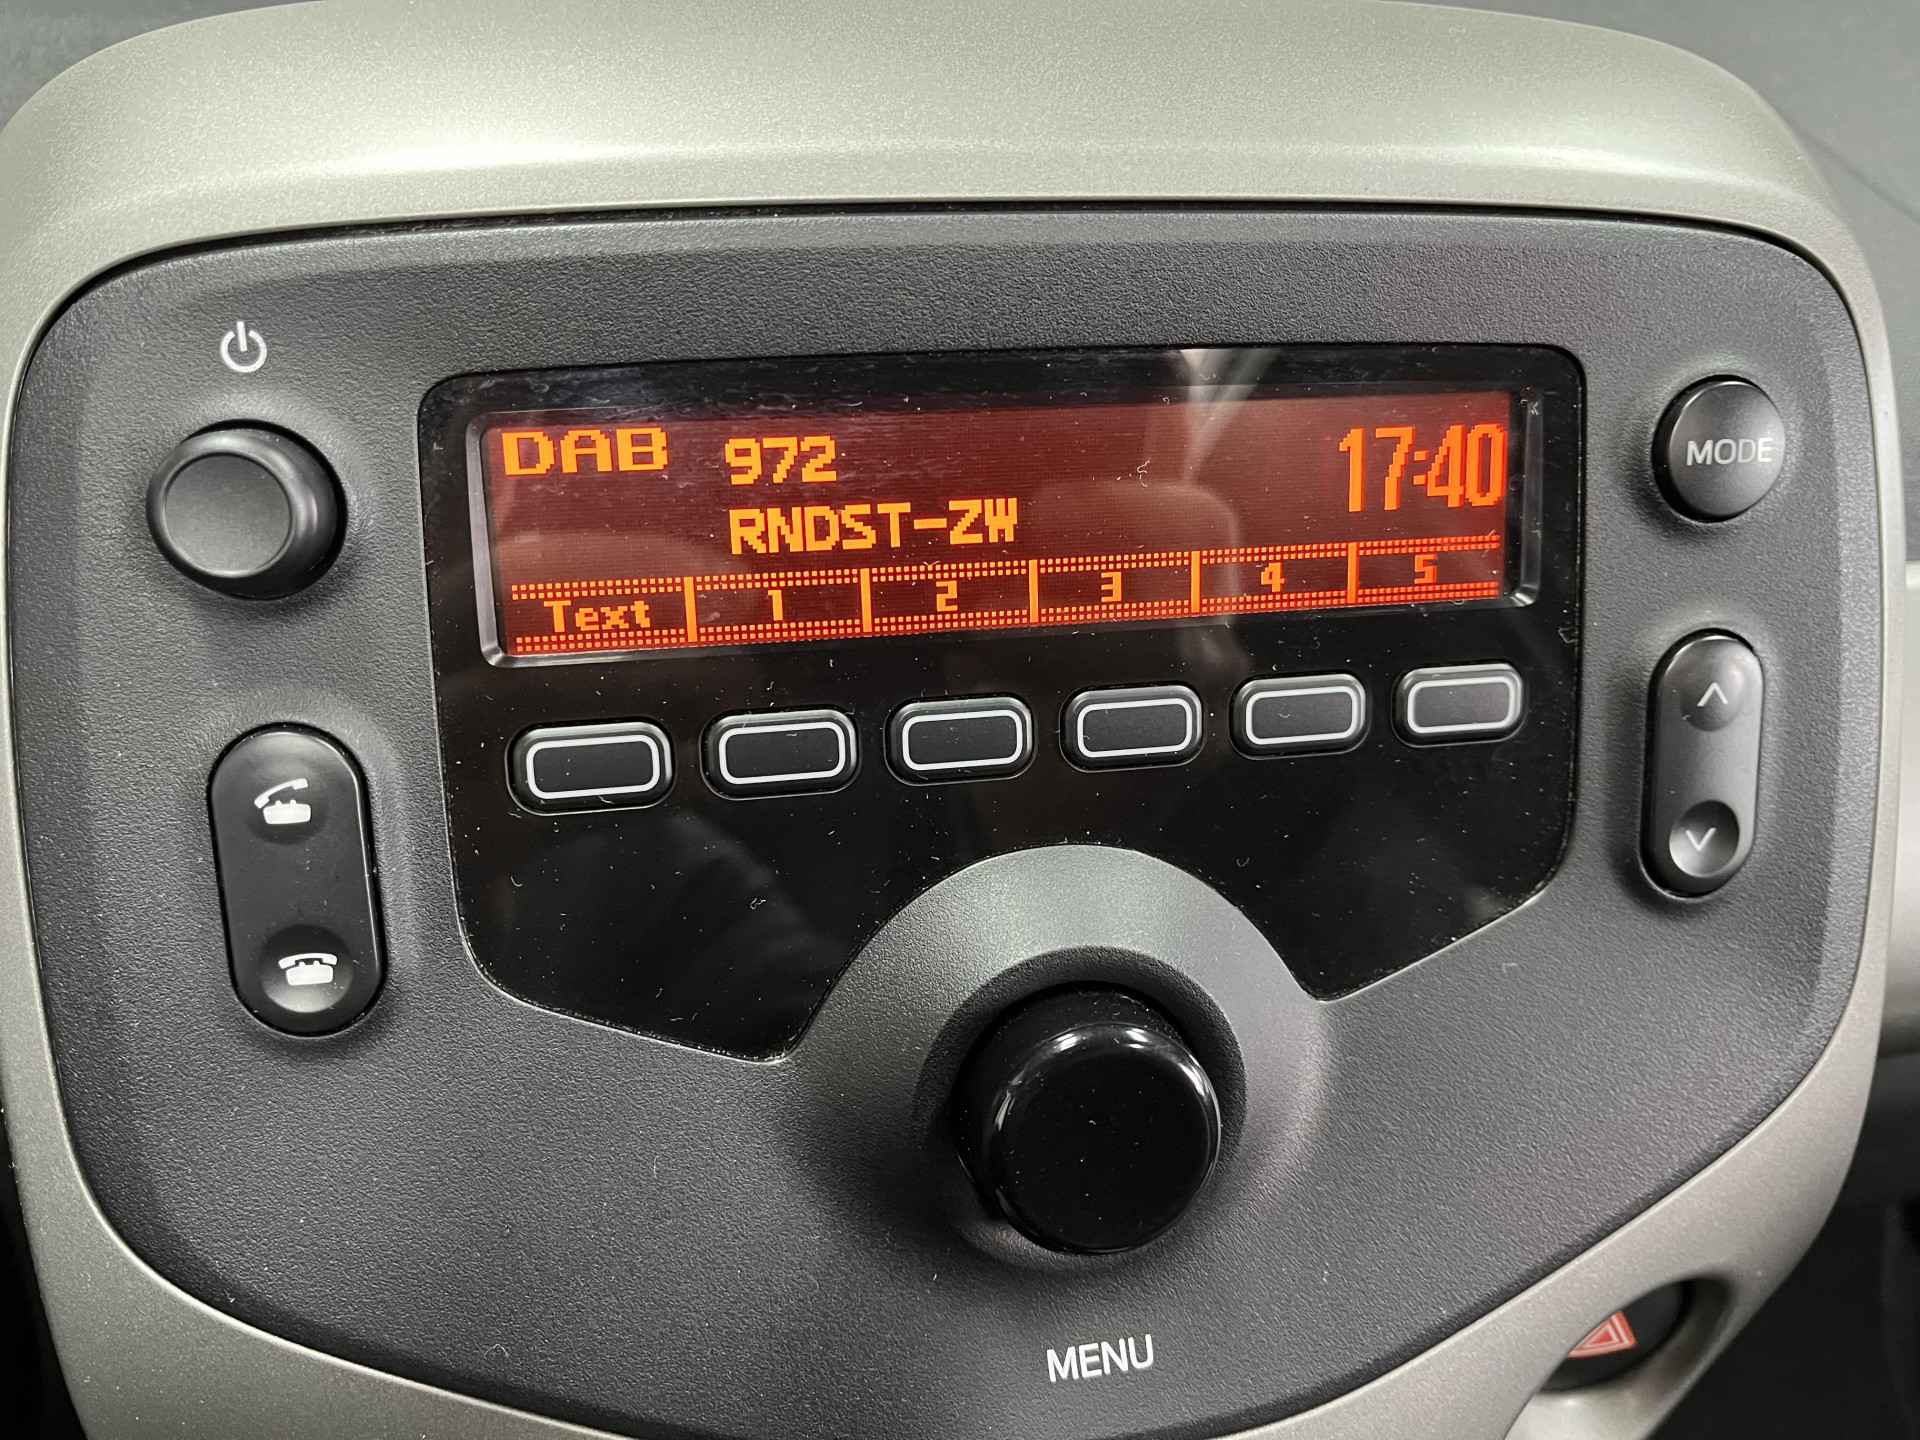 DAB 972 17:40
RNDST-ZW
Text 1 2 3 4 5
MODE
MENU